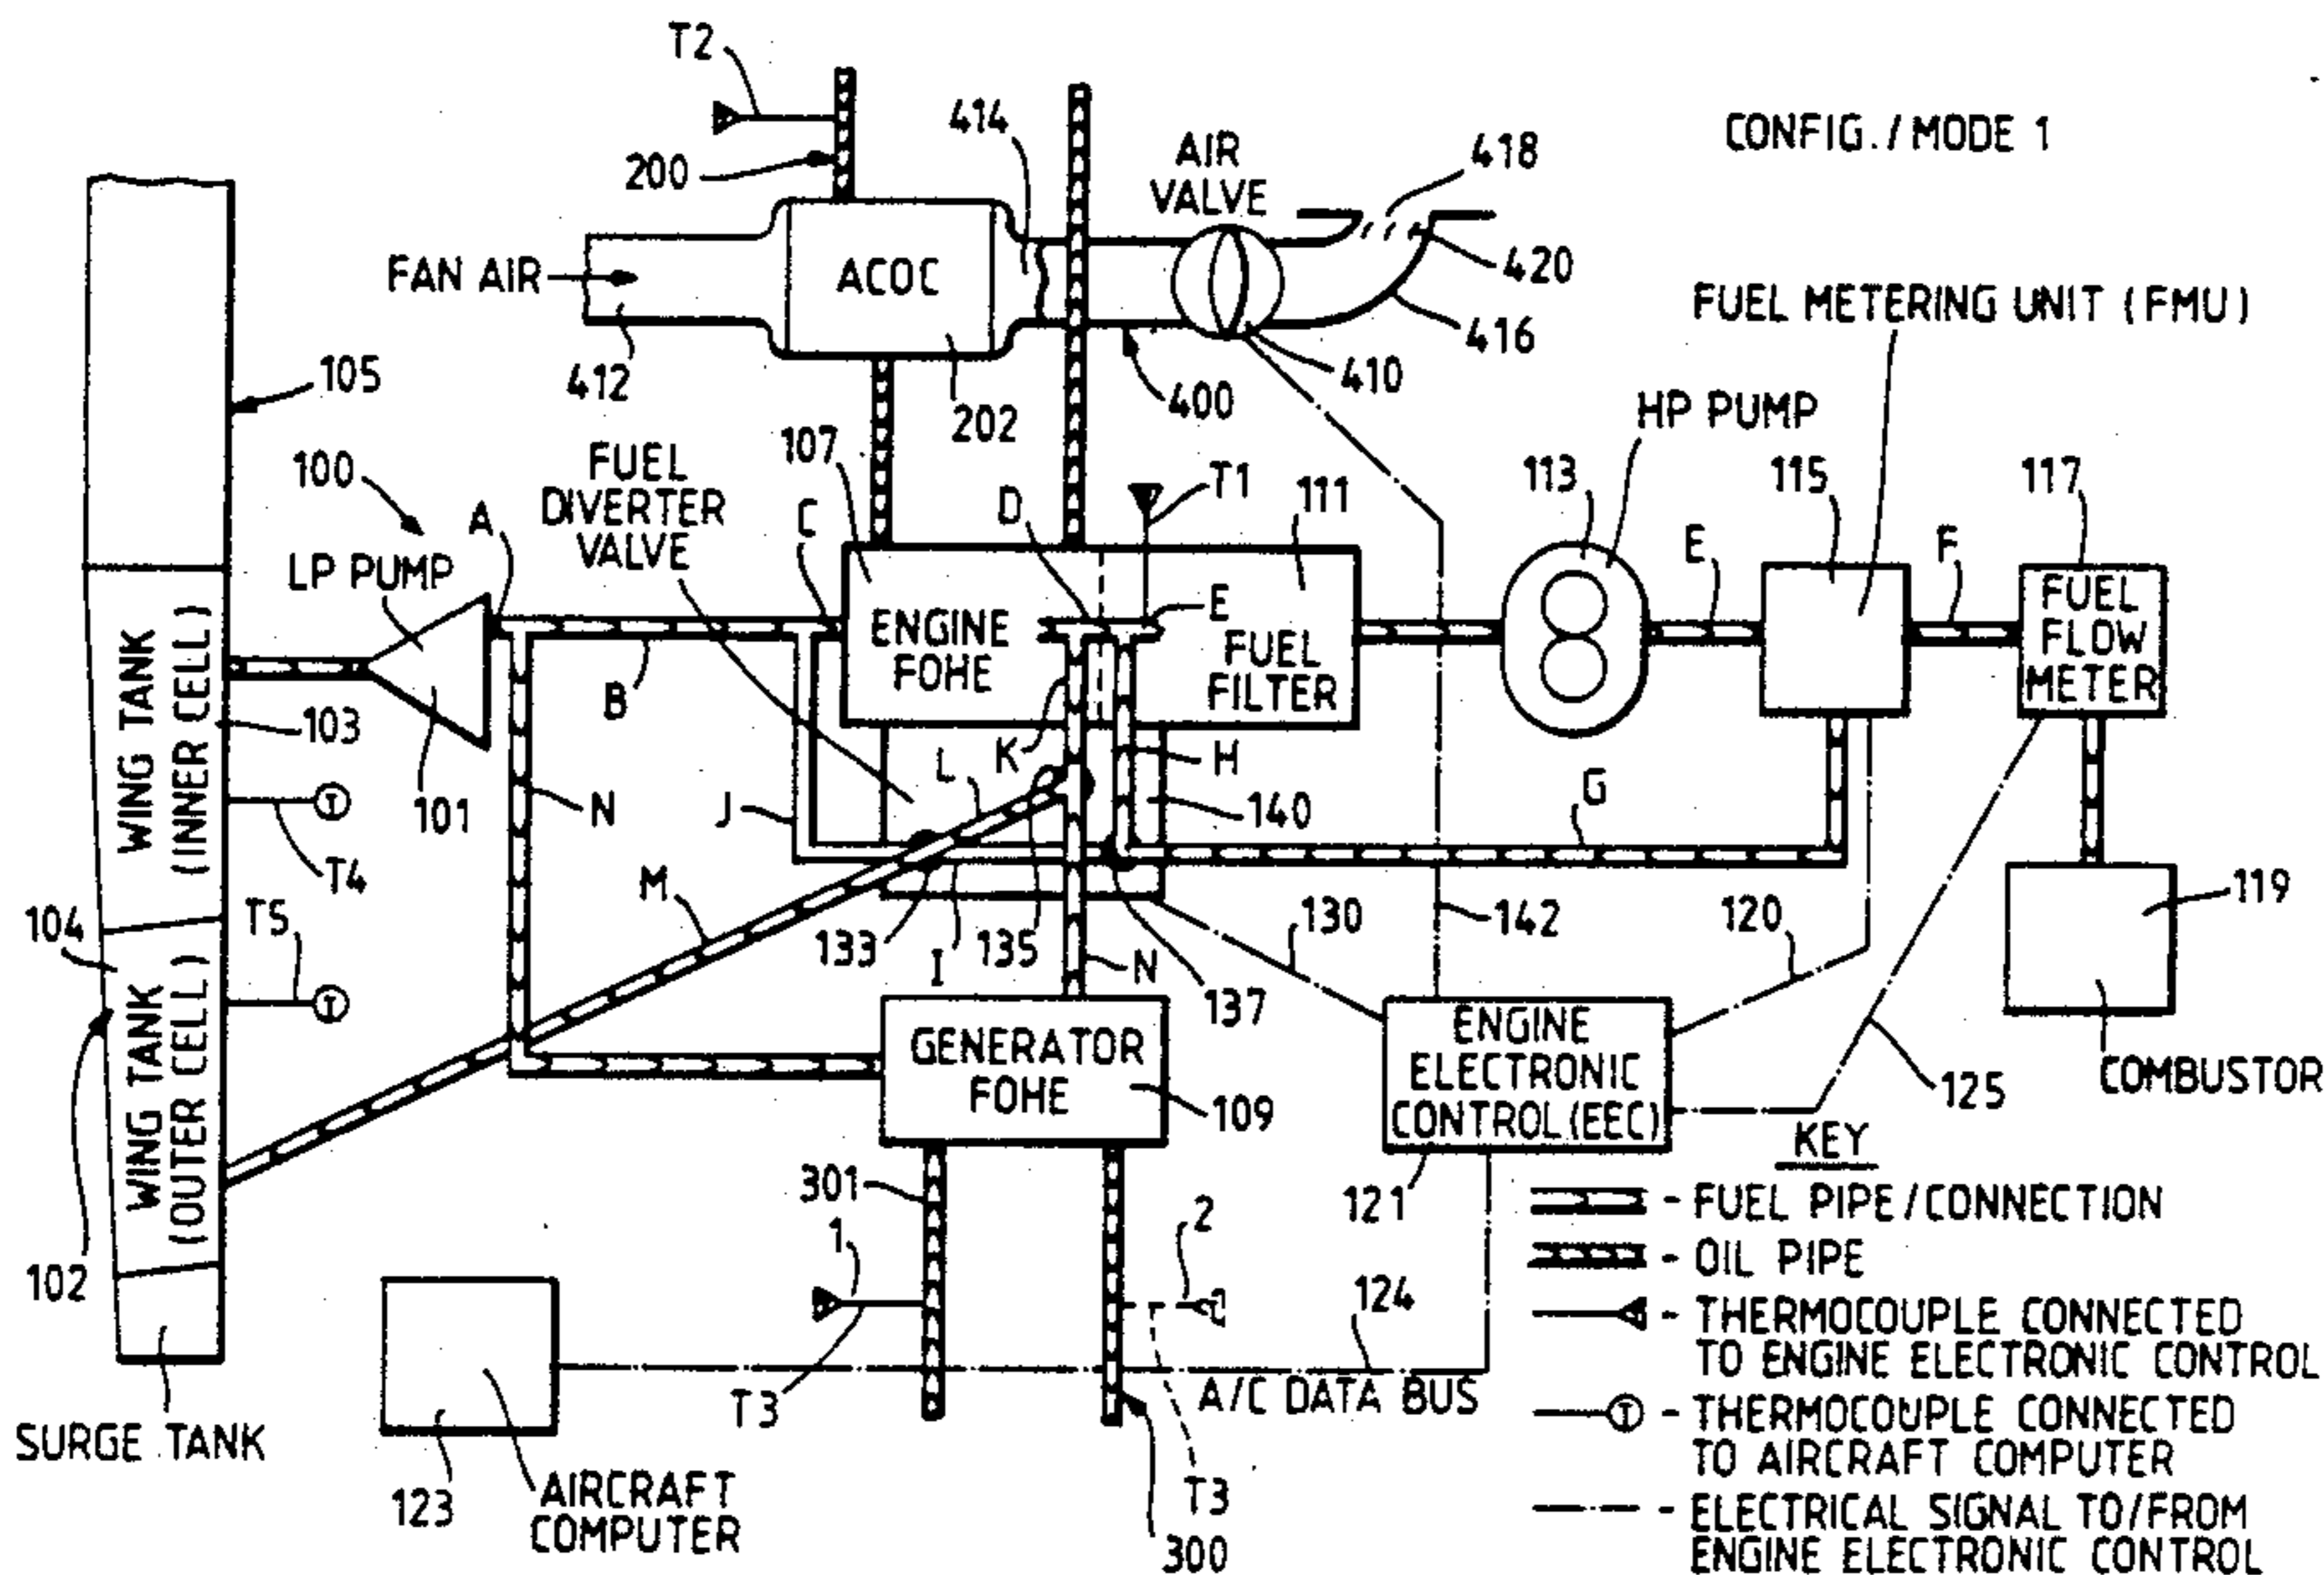 T2
CONFIG./MODE 1
414
AIR
VALVE
418
200
FAN AIR
ACOC
420
FUEL METERING UNIT (FMU)
416
412
410
105
400
202
HP PUMP
107
FUEL
DIVERTER
VALVE
100
A
C
D
T1
111
113
115
117
LP PUMP
E
F
ENGINE
FOHE
E
FUEL
FILTER
FUEL
FLOW
METER
B
WING TANK
(INNER CELL)
103
K
H
L
G
101
N
J
140
T4
M
104
T5
133
I
135
N
137
130
142
120
119
WING TANK
(OUTER CELL)
GENERATOR
FOHE
109
ENGINE
ELECTRONIC
CONTROL (EEC)
125
COMBUSTOR
KEY
102
301
1
2
121
- FUEL PIPE/CONNECTION
- OIL PIPE
124
- THERMOCOUPLE CONNECTED
TO ENGINE ELECTRONIC CONTROL
T3
A/C DATA BUS
T
- THERMOCOUPLE CONNECTED
TO AIRCRAFT COMPUTER
SURGE TANK
123
AIRCRAFT
COMPUTER
T3
300
- ELECTRICAL SIGNAL TO/FROM
ENGINE ELECTRONIC CONTROL
T
T